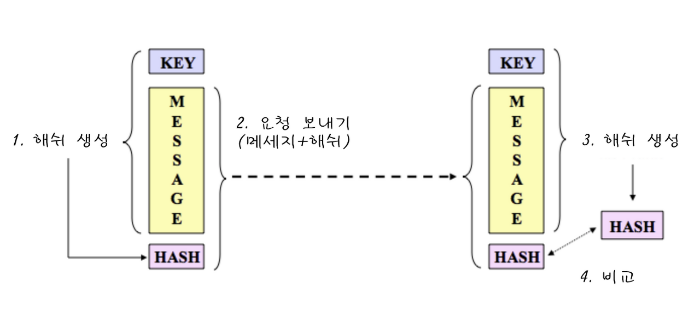 KEY
MESSAGE
HASH
1. 해쉬 생성
2. 요청 보내기
(메세지+해쉬)
KEY
MESSAGE
HASH
3. 해쉬 생성
HASH
4. 비교